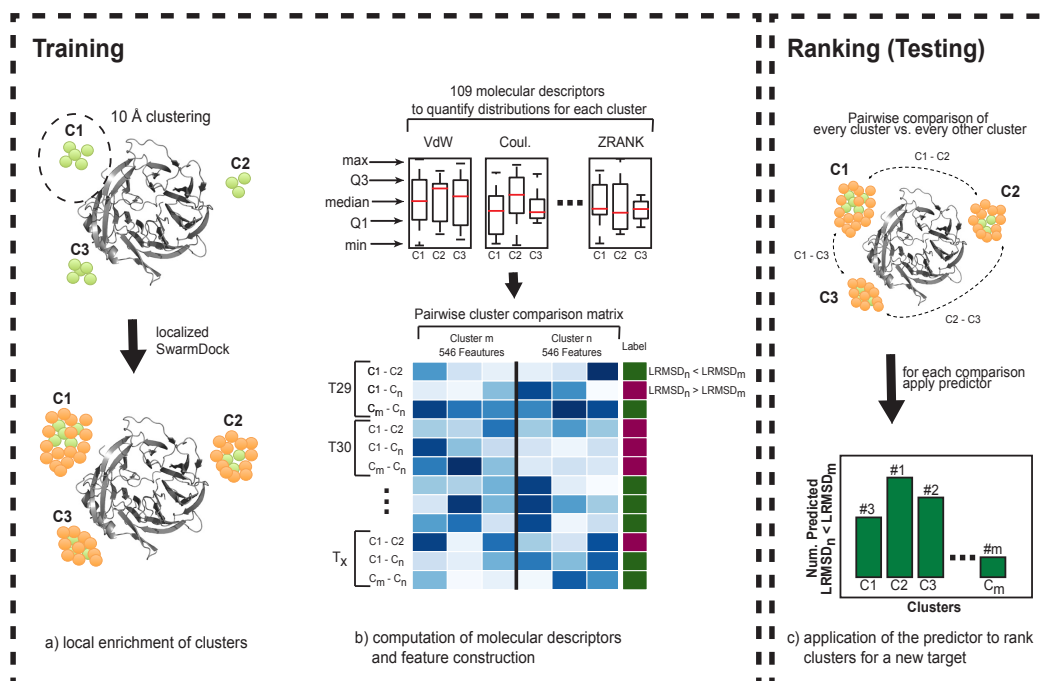 Training
10 Å clustering
C1
C2
C3
localized
SwarmDock
C1
C2
C3
a) local enrichment of clusters
109 molecular descriptors
to quantify distributions for each cluster
VdW Coul. ZRANK
max
Q3
median
Q1
min
C1 C2 C3 C1 C2 C3 C1 C2 C3
Pairwise cluster comparison matrix
Cluster m Cluster n Label
546 Feautures 546 Features
T29
C1 - C2 LRMSDn < LRMSDm
C1 - Cn LRMSDn > LRMSDm
Cm - Cn
T30
C1 - C2
C1 - Cn
Cm - Cn
Tx
C1 - C2
C1 - Cn
Cm - Cn
b) computation of molecular descriptors
and feature construction
Ranking (Testing)
Pairwise comparison of
every cluster vs. every other cluster
C1 - C2
C1
C2
C1 - C3
C3
C2 - C3
for each comparison
apply predictor
Num. Predicted
LRMSDn < LRMSDm
#3 #1 #2 #m
C1 C2 C3 Cm
Clusters
c) application of the predictor to rank
clusters for a new target